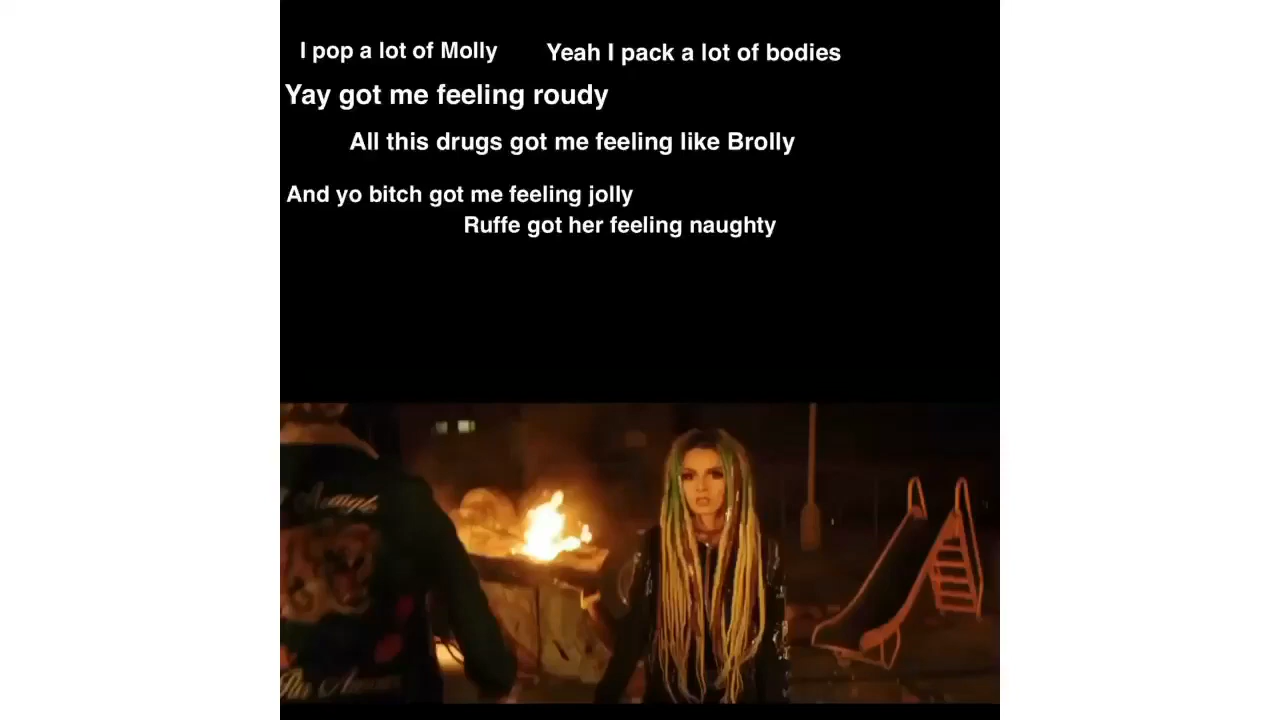 I pop a lot of Molly
Yeah I pack a lot of bodies
Yay got me feeling roudy
All this drugs got me feeling like Brolly
And yo bitch got me feeling jolly
Ruffe got her feeling naughty